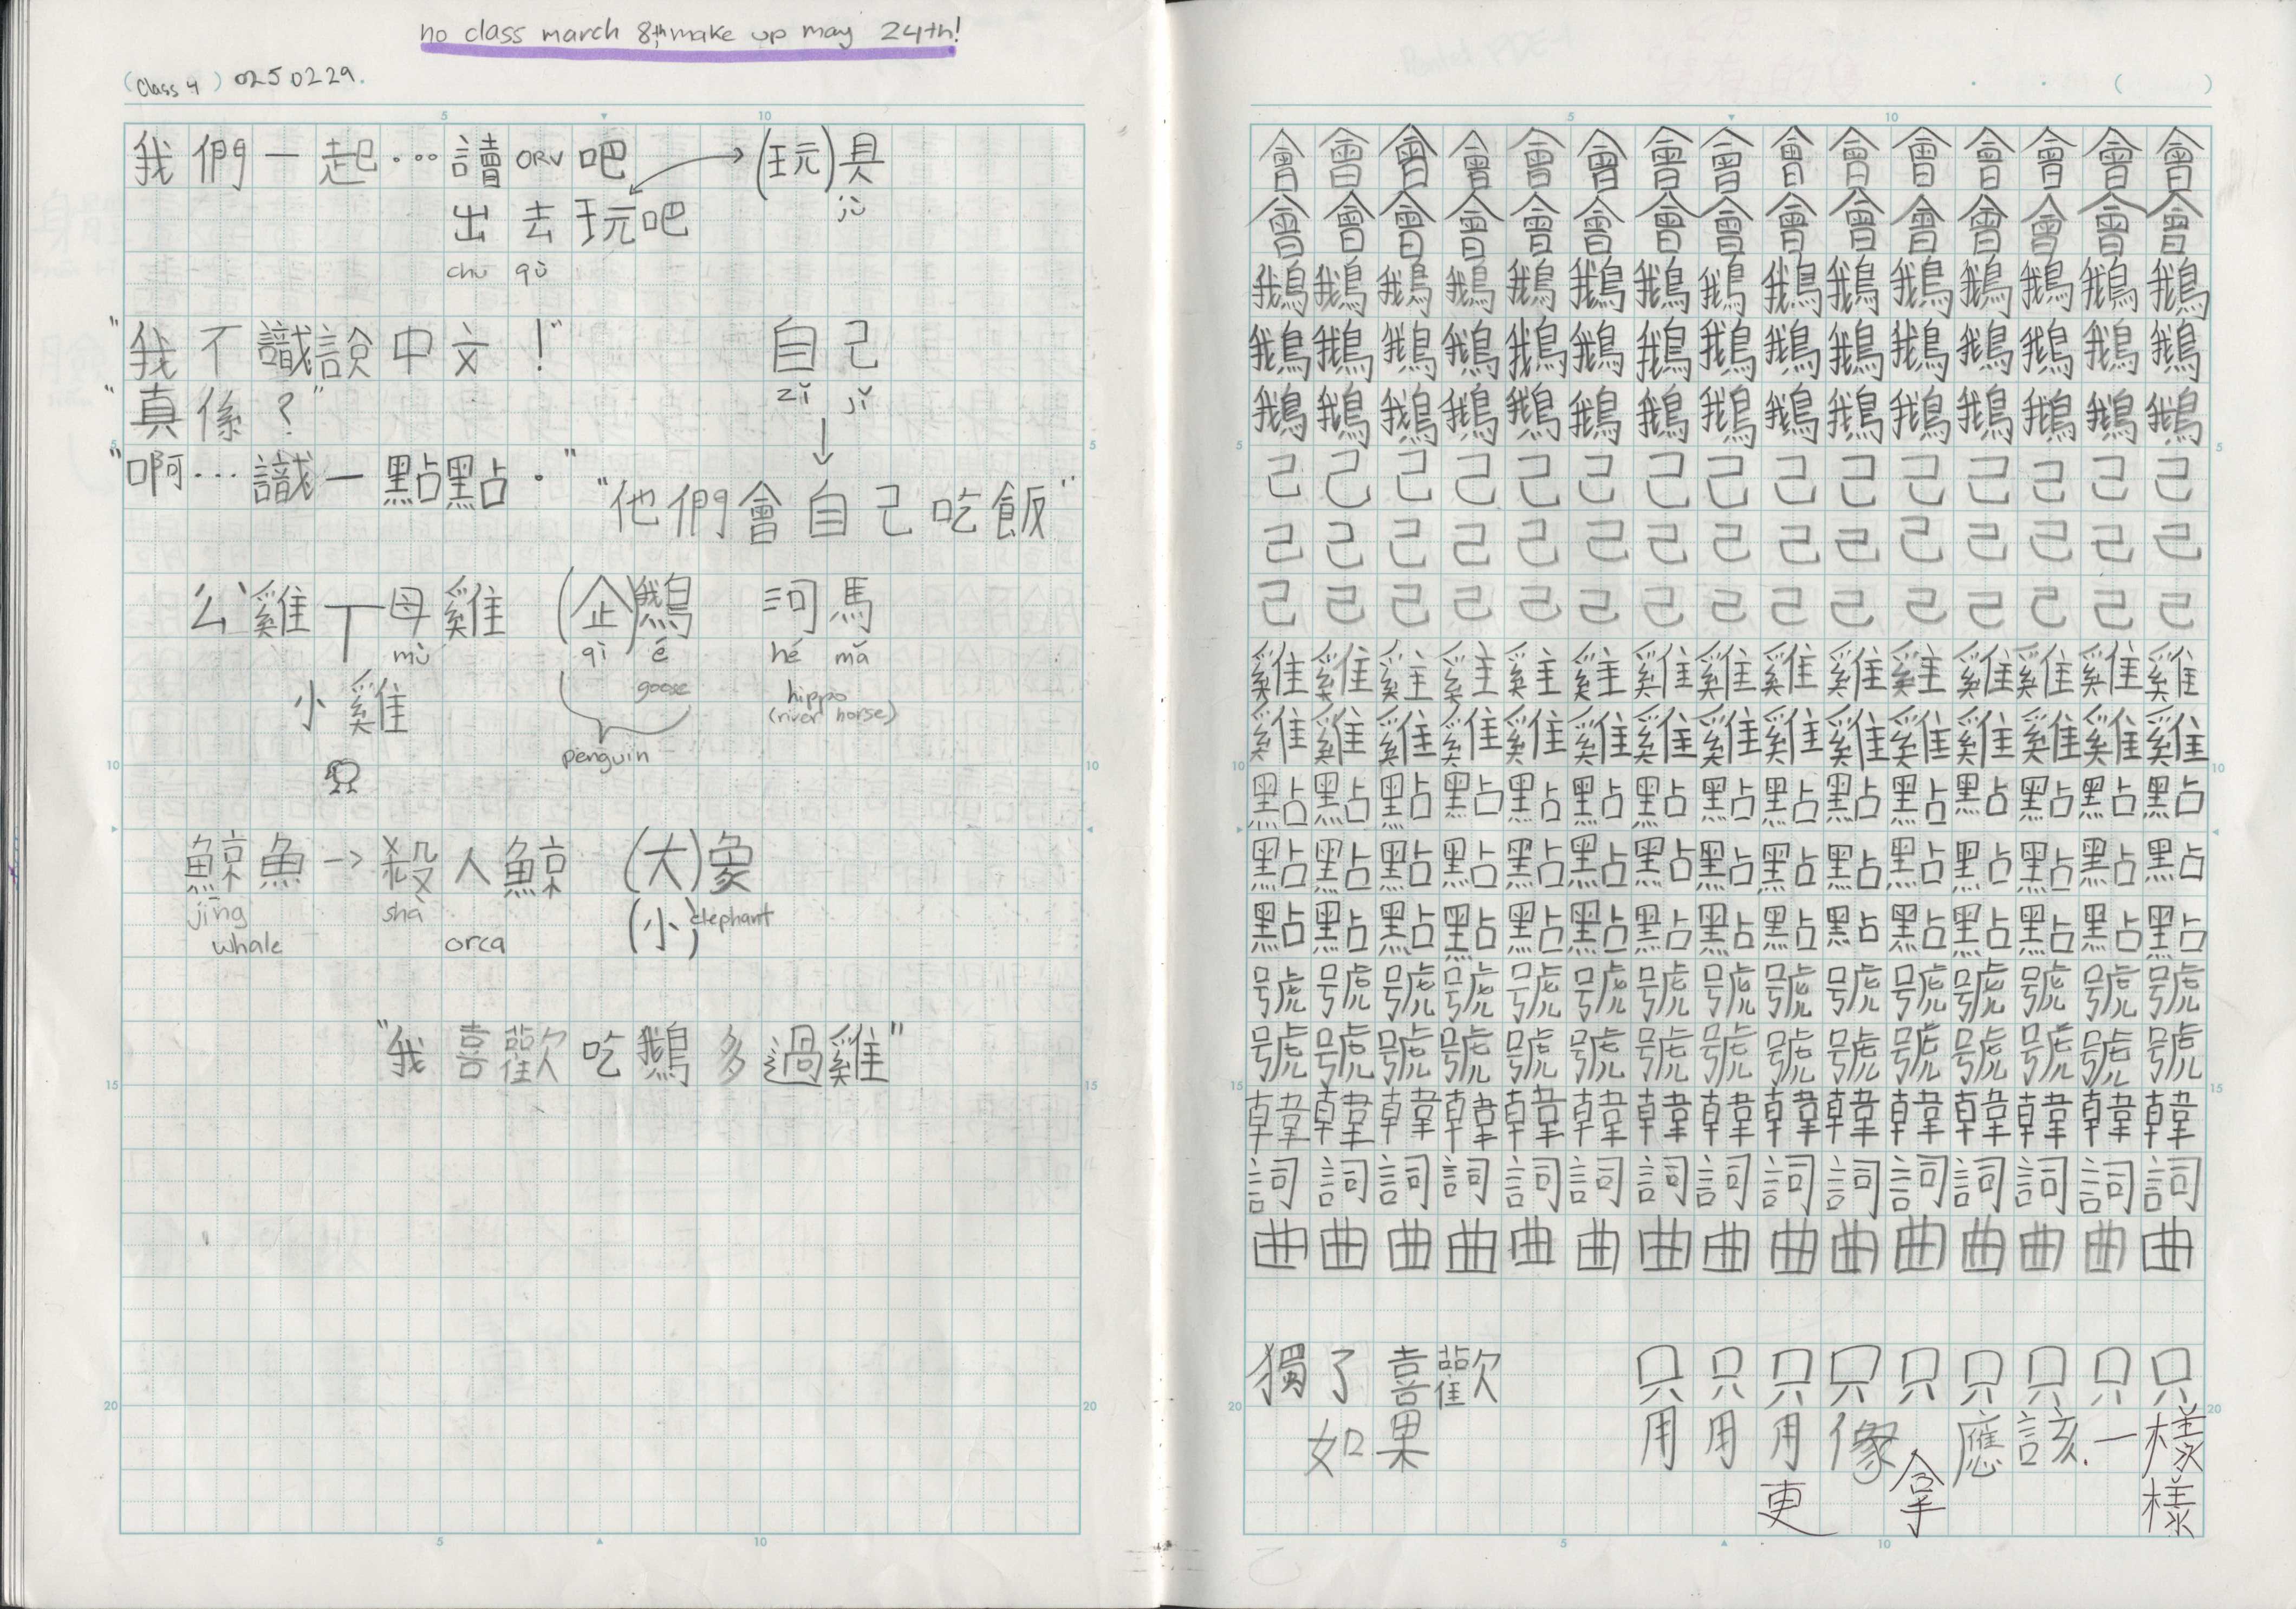 no class march 8th, make up may 24th!
(Class 4) 0250229.
我們一起…讀 ORV 吧 (玩)具
jù
出去玩吧
chū qù
"我不識說中文！" 自己
zì jǐ
"真係？"
"啊…識一點點．"
"他們會自己吃飯"
公雞 母雞 (企)鵝 河馬
mǔ qì é hé mǎ
goose
hippo
(river horse)
小雞
penguin
鯨魚→殺人鯨 (大)象
jīng shā (小) elephant
whale orca
"我喜歡吃鵝多過雞"
5 10
5 10
5 5
10 10
15 15
20 20
5 10
( )
5 10
會會會會會會會會會會會會會會會
會會會會會會會會會會會會會會會
鵝鵝鵝鵝鵝鵝鵝鵝鵝鵝鵝鵝鵝鵝鵝
鵝鵝鵝鵝鵝鵝鵝鵝鵝鵝鵝鵝鵝鵝鵝
鵝鵝鵝鵝鵝鵝鵝鵝鵝鵝鵝鵝鵝鵝鵝
己己己己己己己己己己己己己己己
己己己己己己己己己己己己己己己
己己己己己己己己己己己己己己己
雞雞雞雞雞雞雞雞雞雞雞雞雞雞雞
雞雞雞雞雞雞雞雞雞雞雞雞雞雞雞
點點點點點點點點點點點點點點點
點點點點點點點點點點點點點點點
點點點點點點點點點點點點點點點
號號號號號號號號號號號號號號號
號號號號號號號號號號號號號號號
韓韓韓韓韓韓韓韓韓韓韓韓韓韓韓
詞詞詞詞詞詞詞詞詞詞詞詞詞詞詞
曲曲曲曲曲曲曲曲曲曲曲曲曲曲曲
獨了喜歡 只只只只只只只只只
如果 用用用像 應該．一樣
更 拿 樣
5 10